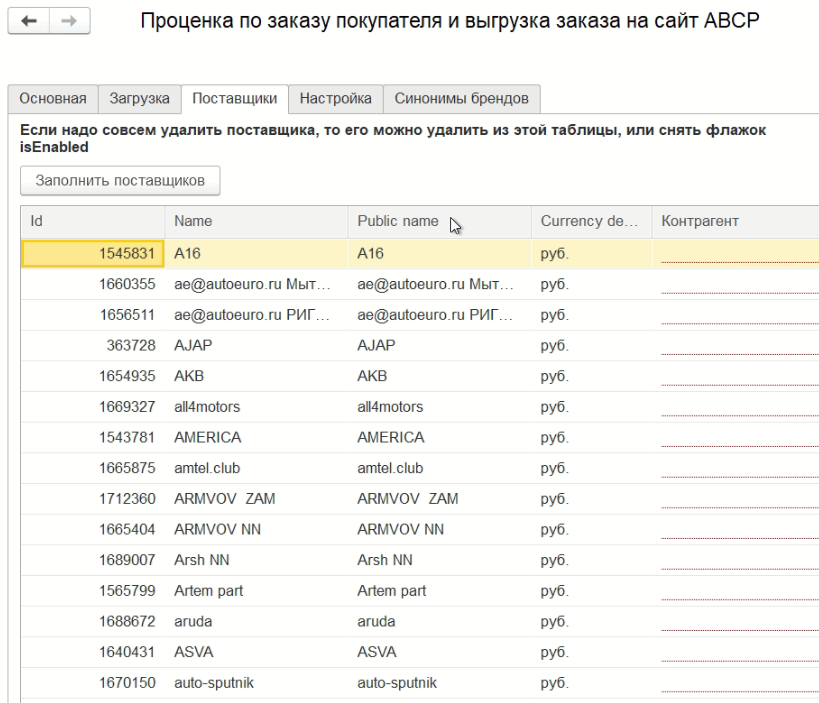 Проценка по заказу покупателя и выгрузка заказа на сайт ABCP
Основная Загрузка Поставщики Настройка Синонимы брендов
Если надо совсем удалить поставщика, то его можно удалить из этой таблицы, или снять флажок
isEnabled
Заполнить поставщиков
Id Name Public name Currency de... Контрагент
1545831 A16 A16 руб.
1660355 ae@autoeuro.ru Мыт... ae@autoeuro.ru Мыт... руб.
1656511 ae@autoeuro.ru РИГ... ae@autoeuro.ru РИГ... руб.
363728 AJAP AJAP руб.
1654935 AKB AKB руб.
1669327 all4motors all4motors руб.
1543781 AMERICA AMERICA руб.
1665875 amtel.club amtel.club руб.
1712360 ARMVOV ZAM ARMVOV ZAM руб.
1665404 ARMVOV NN ARMVOV NN руб.
1689007 Arsh NN Arsh NN руб.
1565799 Artem part Artem part руб.
1688672 aruda aruda руб.
1640431 ASVA ASVA руб.
1670150 auto-sputnik auto-sputnik руб.